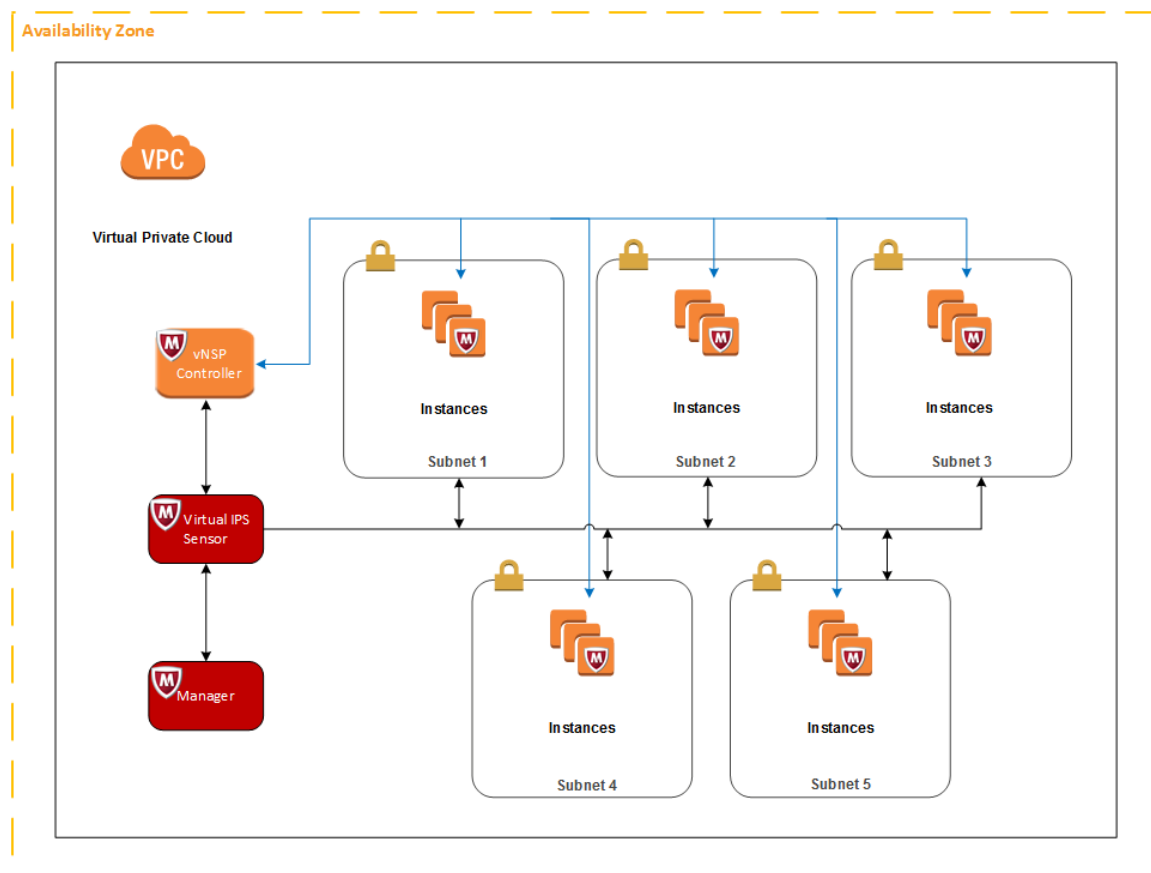 Availability Zone
VPC
Virtual Private Cloud
M
vNSP
Controller
M
Instances
Subnet 1
M
Instances
Subnet 2
M
Instances
Subnet 3
M
Virtual IPS
Sensor
M
Manager
M
Instances
Subnet 4
M
Instances
Subnet 5